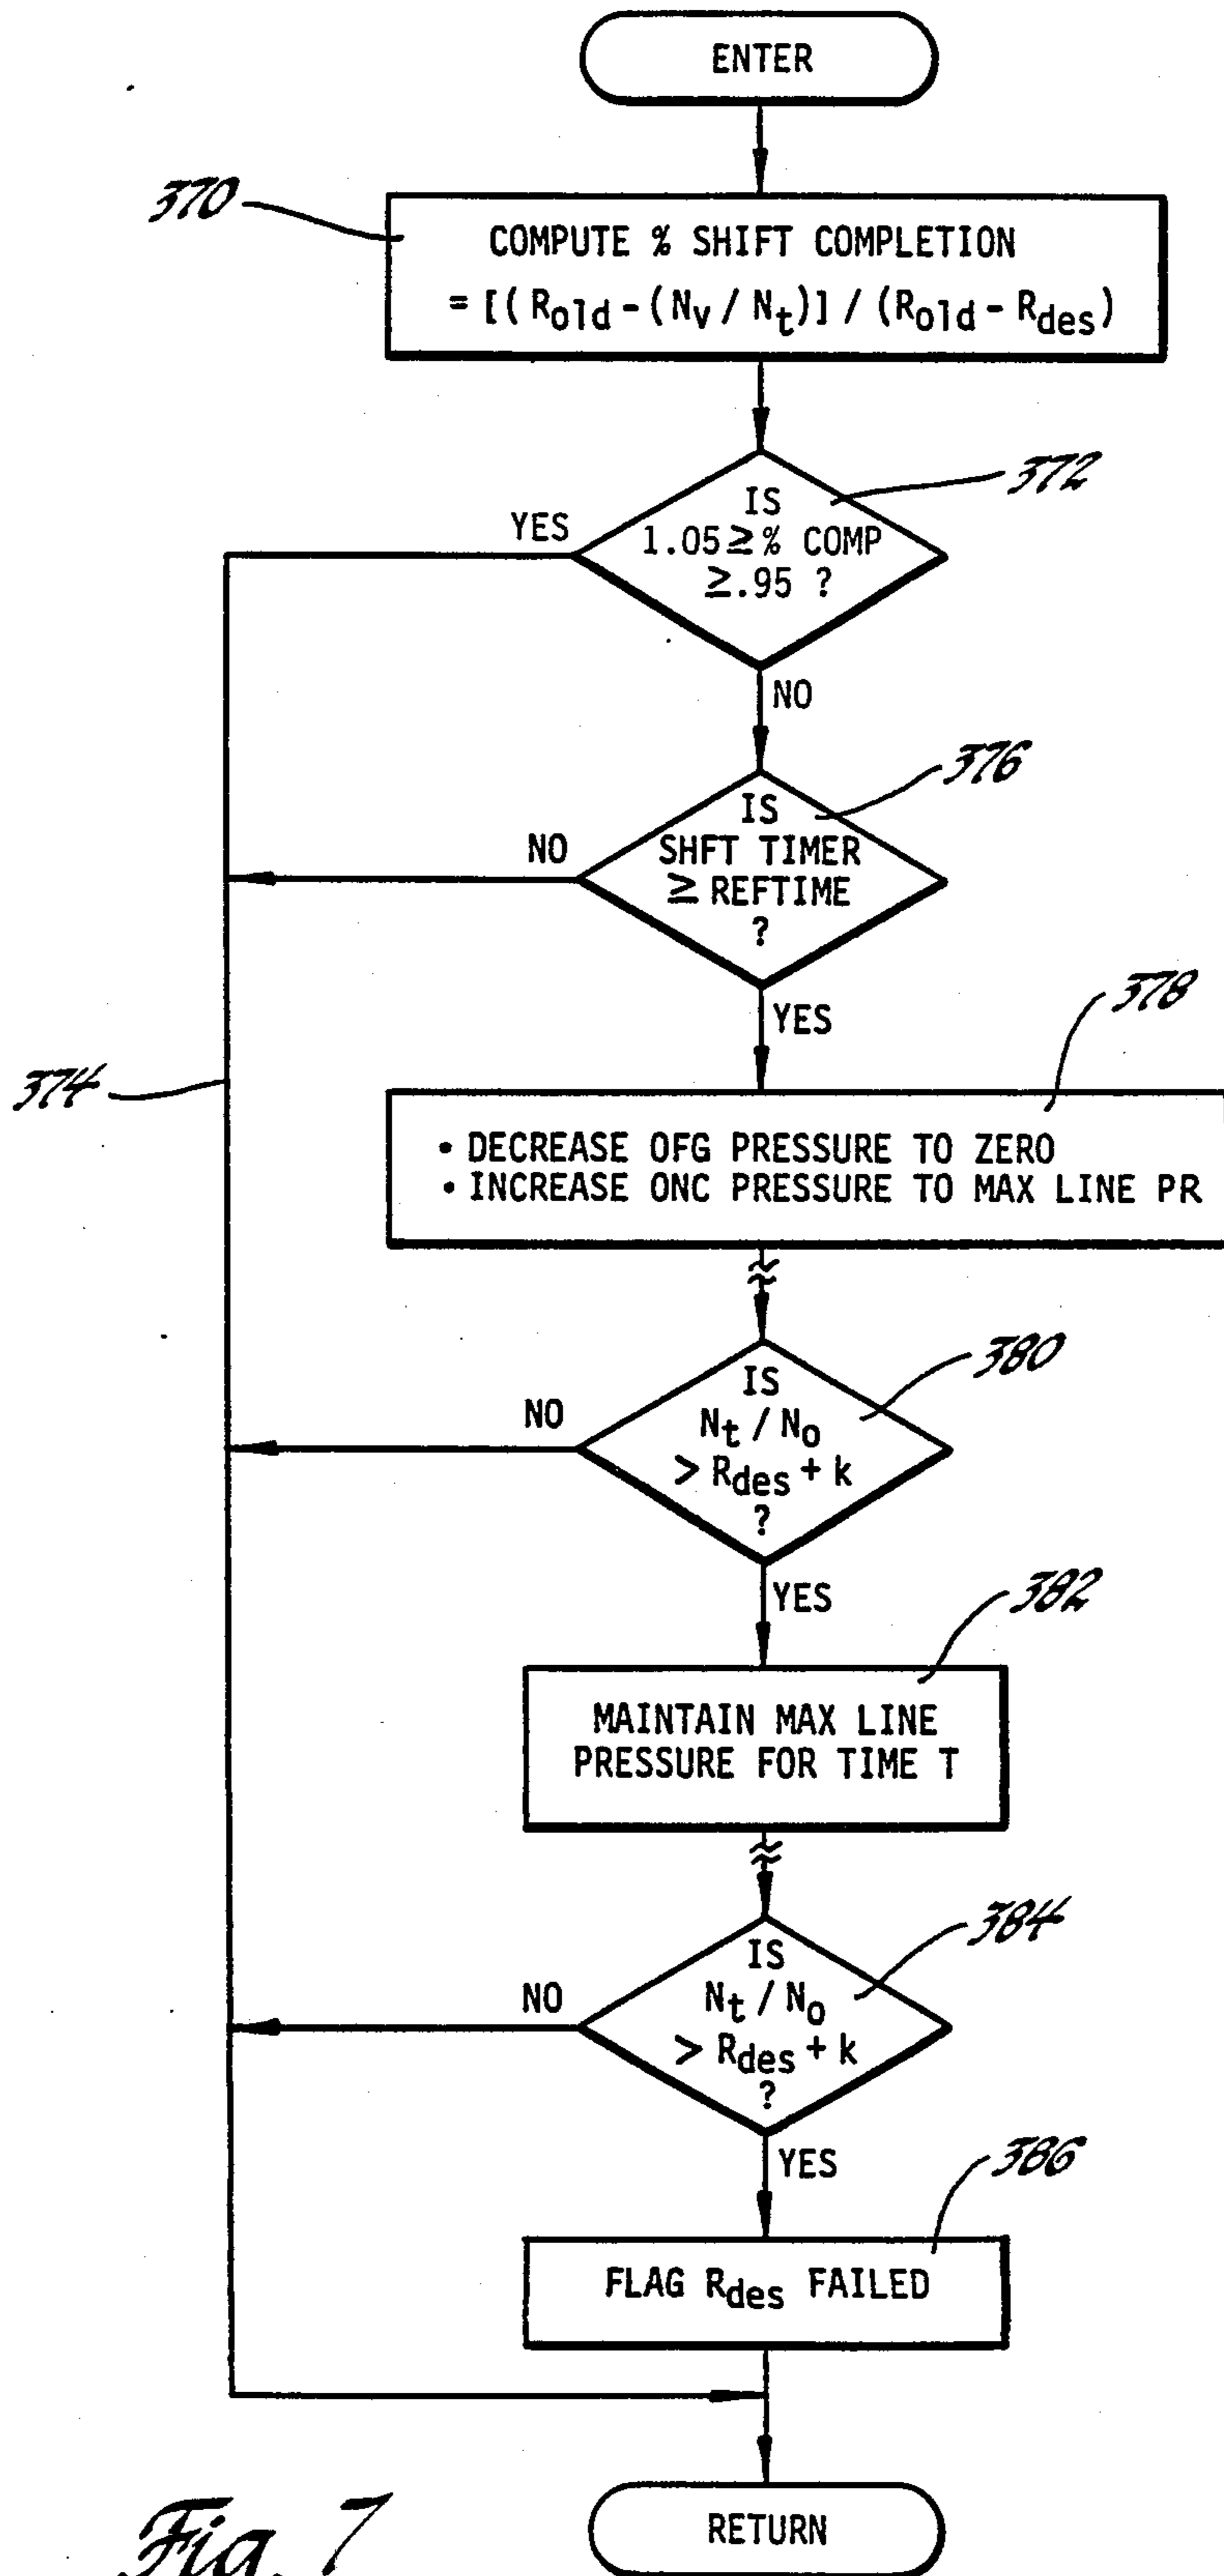 ENTER
370
COMPUTE % SHIFT COMPLETION
= [( Rold - (Nv / Nt)] / (Rold - Rdes)
372
IS
1.05 ≥ % COMP
≥ .95 ?
YES
NO
376
IS
SHFT TIMER
≥ REFTIME
?
NO
YES
374
378
• DECREASE OFG PRESSURE TO ZERO
• INCREASE ONC PRESSURE TO MAX LINE PR
380
IS
Nt / No
> Rdes + k
?
NO
YES
382
MAINTAIN MAX LINE
PRESSURE FOR TIME T
384
IS
Nt / No
> Rdes + k
?
NO
YES
386
FLAG Rdes FAILED
RETURN
Fig. 7